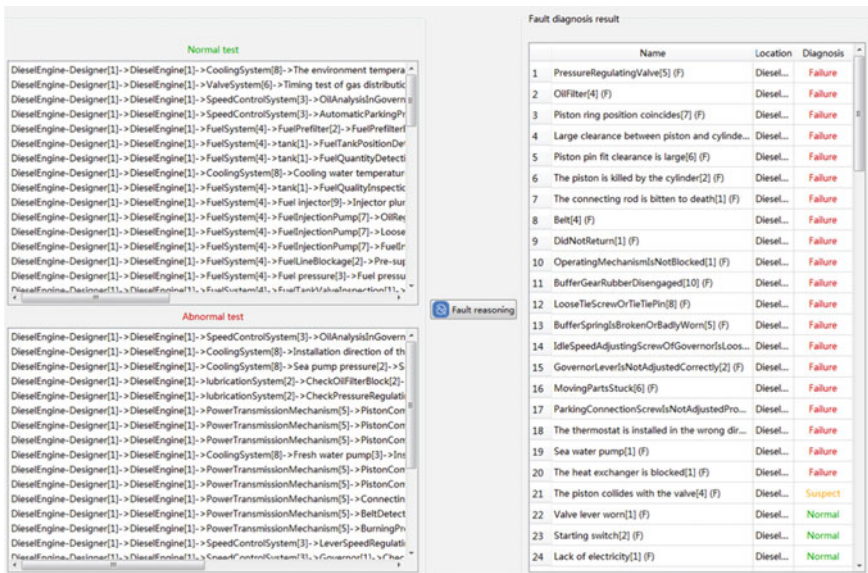 Normal test
DieselEngine-Designer[1]->DieselEngine[1]->CoolingSystem[8]->The environment tempera
DieselEngine-Designer[1]->DieselEngine[1]->ValveSystem[6]->Timing test of gas distributic
DieselEngine-Designer[1]->DieselEngine[1]->SpeedControlSystem[3]->OilAnalysisInGovern
DieselEngine-Designer[1]->DieselEngine[1]->SpeedControlSystem[3]->AutomaticParkingPr
DieselEngine-Designer[1]->DieselEngine[1]->FuelSystem[4]->FuelPrefilter[2]->FuelPrefilterI
DieselEngine-Designer[1]->DieselEngine[1]->FuelSystem[4]->tank[1]->FuelTankPositionDe
DieselEngine-Designer[1]->DieselEngine[1]->FuelSystem[4]->tank[1]->FuelQuantityDetecti
DieselEngine-Designer[1]->DieselEngine[1]->CoolingSystem[8]->Cooling water temperatur
DieselEngine-Designer[1]->DieselEngine[1]->FuelSystem[4]->tank[1]->FuelQualityInspectic
DieselEngine-Designer[1]->DieselEngine[1]->FuelSystem[4]->Fuel injector[9]->Injector plur
DieselEngine-Designer[1]->DieselEngine[1]->FuelSystem[4]->FuelInjectionPump[7]->OilReg
DieselEngine-Designer[1]->DieselEngine[1]->FuelSystem[4]->FuelInjectionPump[7]->Loose
DieselEngine-Designer[1]->DieselEngine[1]->FuelSystem[4]->FuelInjectionPump[7]->FuelIr
DieselEngine-Designer[1]->DieselEngine[1]->FuelSystem[4]->FuelLineBlockage[2]->Pre-sup
DieselEngine-Designer[1]->DieselEngine[1]->FuelSystem[4]->Fuel pressure[3]->Fuel pressu
DieselEngine-Designer[1]->DieselEngine[1]->FuelSystem[4]->FuelTankValveInspection[1]->
Abnormal test
DieselEngine-Designer[1]->DieselEngine[1]->SpeedControlSystem[3]->OilAnalysisInGovern
DieselEngine-Designer[1]->DieselEngine[1]->CoolingSystem[8]->Installation direction of th
DieselEngine-Designer[1]->DieselEngine[1]->CoolingSystem[8]->Sea pump pressure[2]->S
DieselEngine-Designer[1]->DieselEngine[1]->lubricationSystem[2]->CheckOilFilterBlock[2]-
DieselEngine-Designer[1]->DieselEngine[1]->lubricationSystem[2]->CheckPressureRegulati
DieselEngine-Designer[1]->DieselEngine[1]->PowerTransmissionMechanism[5]->PistonCom
DieselEngine-Designer[1]->DieselEngine[1]->PowerTransmissionMechanism[5]->PistonCom
DieselEngine-Designer[1]->DieselEngine[1]->CoolingSystem[8]->Fresh water pump[3]->Ins
DieselEngine-Designer[1]->DieselEngine[1]->PowerTransmissionMechanism[5]->PistonCom
DieselEngine-Designer[1]->DieselEngine[1]->PowerTransmissionMechanism[5]->PistonCom
DieselEngine-Designer[1]->DieselEngine[1]->PowerTransmissionMechanism[5]->Connectin
DieselEngine-Designer[1]->DieselEngine[1]->PowerTransmissionMechanism[5]->BeltDetect
DieselEngine-Designer[1]->DieselEngine[1]->PowerTransmissionMechanism[5]->BurningPr
DieselEngine-Designer[1]->DieselEngine[1]->SpeedControlSystem[3]->LeverSpeedRegulati
DieselEngine-Designer[1]->DieselEngine[1]->SpeedControlSystem[3]->Governor[1]->Chec
Fault reasoning
Fault diagnosis result
Name Location Diagnosis
1 PressureRegulatingValve[5] (F) Diesel... Failure
2 OilFilter[4] (F) Diesel... Failure
3 Piston ring position coincides[7] (F) Diesel... Failure
4 Large clearance between piston and cylinde... Diesel... Failure
5 Piston pin fit clearance is large[6] (F) Diesel... Failure
6 The piston is killed by the cylinder[2] (F) Diesel... Failure
7 The connecting rod is bitten to death[1] (F) Diesel... Failure
8 Belt[4] (F) Diesel... Failure
9 DidNotReturn[1] (F) Diesel... Failure
10 OperatingMechanismIsNotBlocked[1] (F) Diesel... Failure
11 BufferGearRubberDisengaged[10] (F) Diesel... Failure
12 LooseTieScrewOrTieTiePin[8] (F) Diesel... Failure
13 BufferSpringIsBrokenOrBadlyWorn[5] (F) Diesel... Failure
14 IdleSpeedAdjustingScrewOfGovernorIsLoos... Diesel... Failure
15 GovernorLeverIsNotAdjustedCorrectly[2] (F) Diesel... Failure
16 MovingPartsStuck[6] (F) Diesel... Failure
17 ParkingConnectionScrewIsNotAdjustedPro... Diesel... Failure
18 The thermostat is installed in the wrong dir... Diesel... Failure
19 Sea water pump[1] (F) Diesel... Failure
20 The heat exchanger is blocked[1] (F) Diesel... Failure
21 The piston collides with the valve[4] (F) Diesel... Suspect
22 Valve lever worn[1] (F) Diesel... Normal
23 Starting switch[2] (F) Diesel... Normal
24 Lack of electricity[1] (F) Diesel... Normal